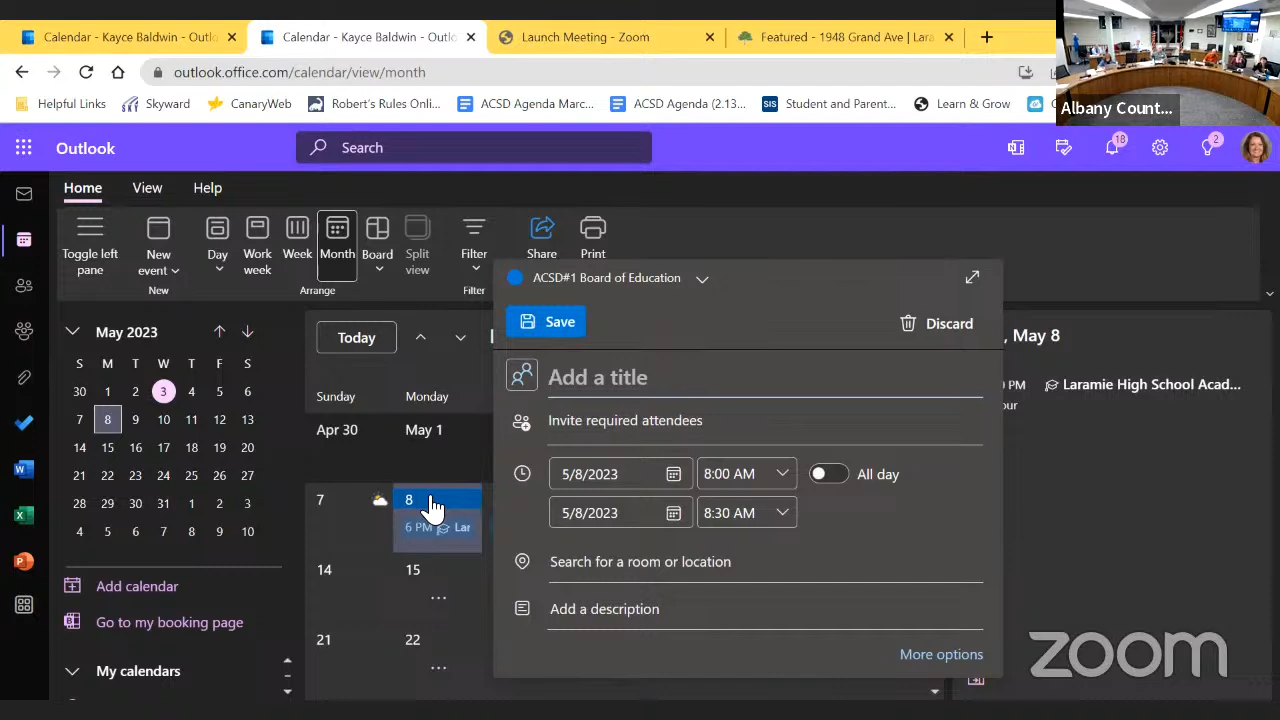 Calendar - Kayce Baldwin - Outlo
Calendar - Kayce Baldwin - Outlo
Launch Meeting - Zoom
Featured - 1948 Grand Ave | Lara
outlook.office.com/calendar/view/month
Helpful Links
Skyward
CanaryWeb
Robert's Rules Onli...
ACSD Agenda Marc...
ACSD Agenda (2.13...
SIS
Student and Parent...
Learn & Grow
Albany Count...
Outlook
Search
18
2
Home
View
Help
Toggle left pane
New event
Day
Work week
Week
Month
Board
Split view
Filter
Share
Print
New
Arrange
Filter
ACSD#1 Board of Education
Save
Discard
Add a title
Invite required attendees
5/8/2023
8:00 AM
All day
5/8/2023
8:30 AM
Search for a room or location
Add a description
More options
May 2023
S M T W T F S
30 1 2 3 4 5 6
7 8 9 10 11 12 13
14 15 16 17 18 19 20
21 22 23 24 25 26 27
28 29 30 31 1 2 3
4 5 6 7 8 9 10
Add calendar
Go to my booking page
My calendars
Today
Sunday
Monday
Apr 30
May 1
7
8
6 PM
Lar
14
15
21
22
, May 8
PM
Laramie High School Acad...
our
zoom